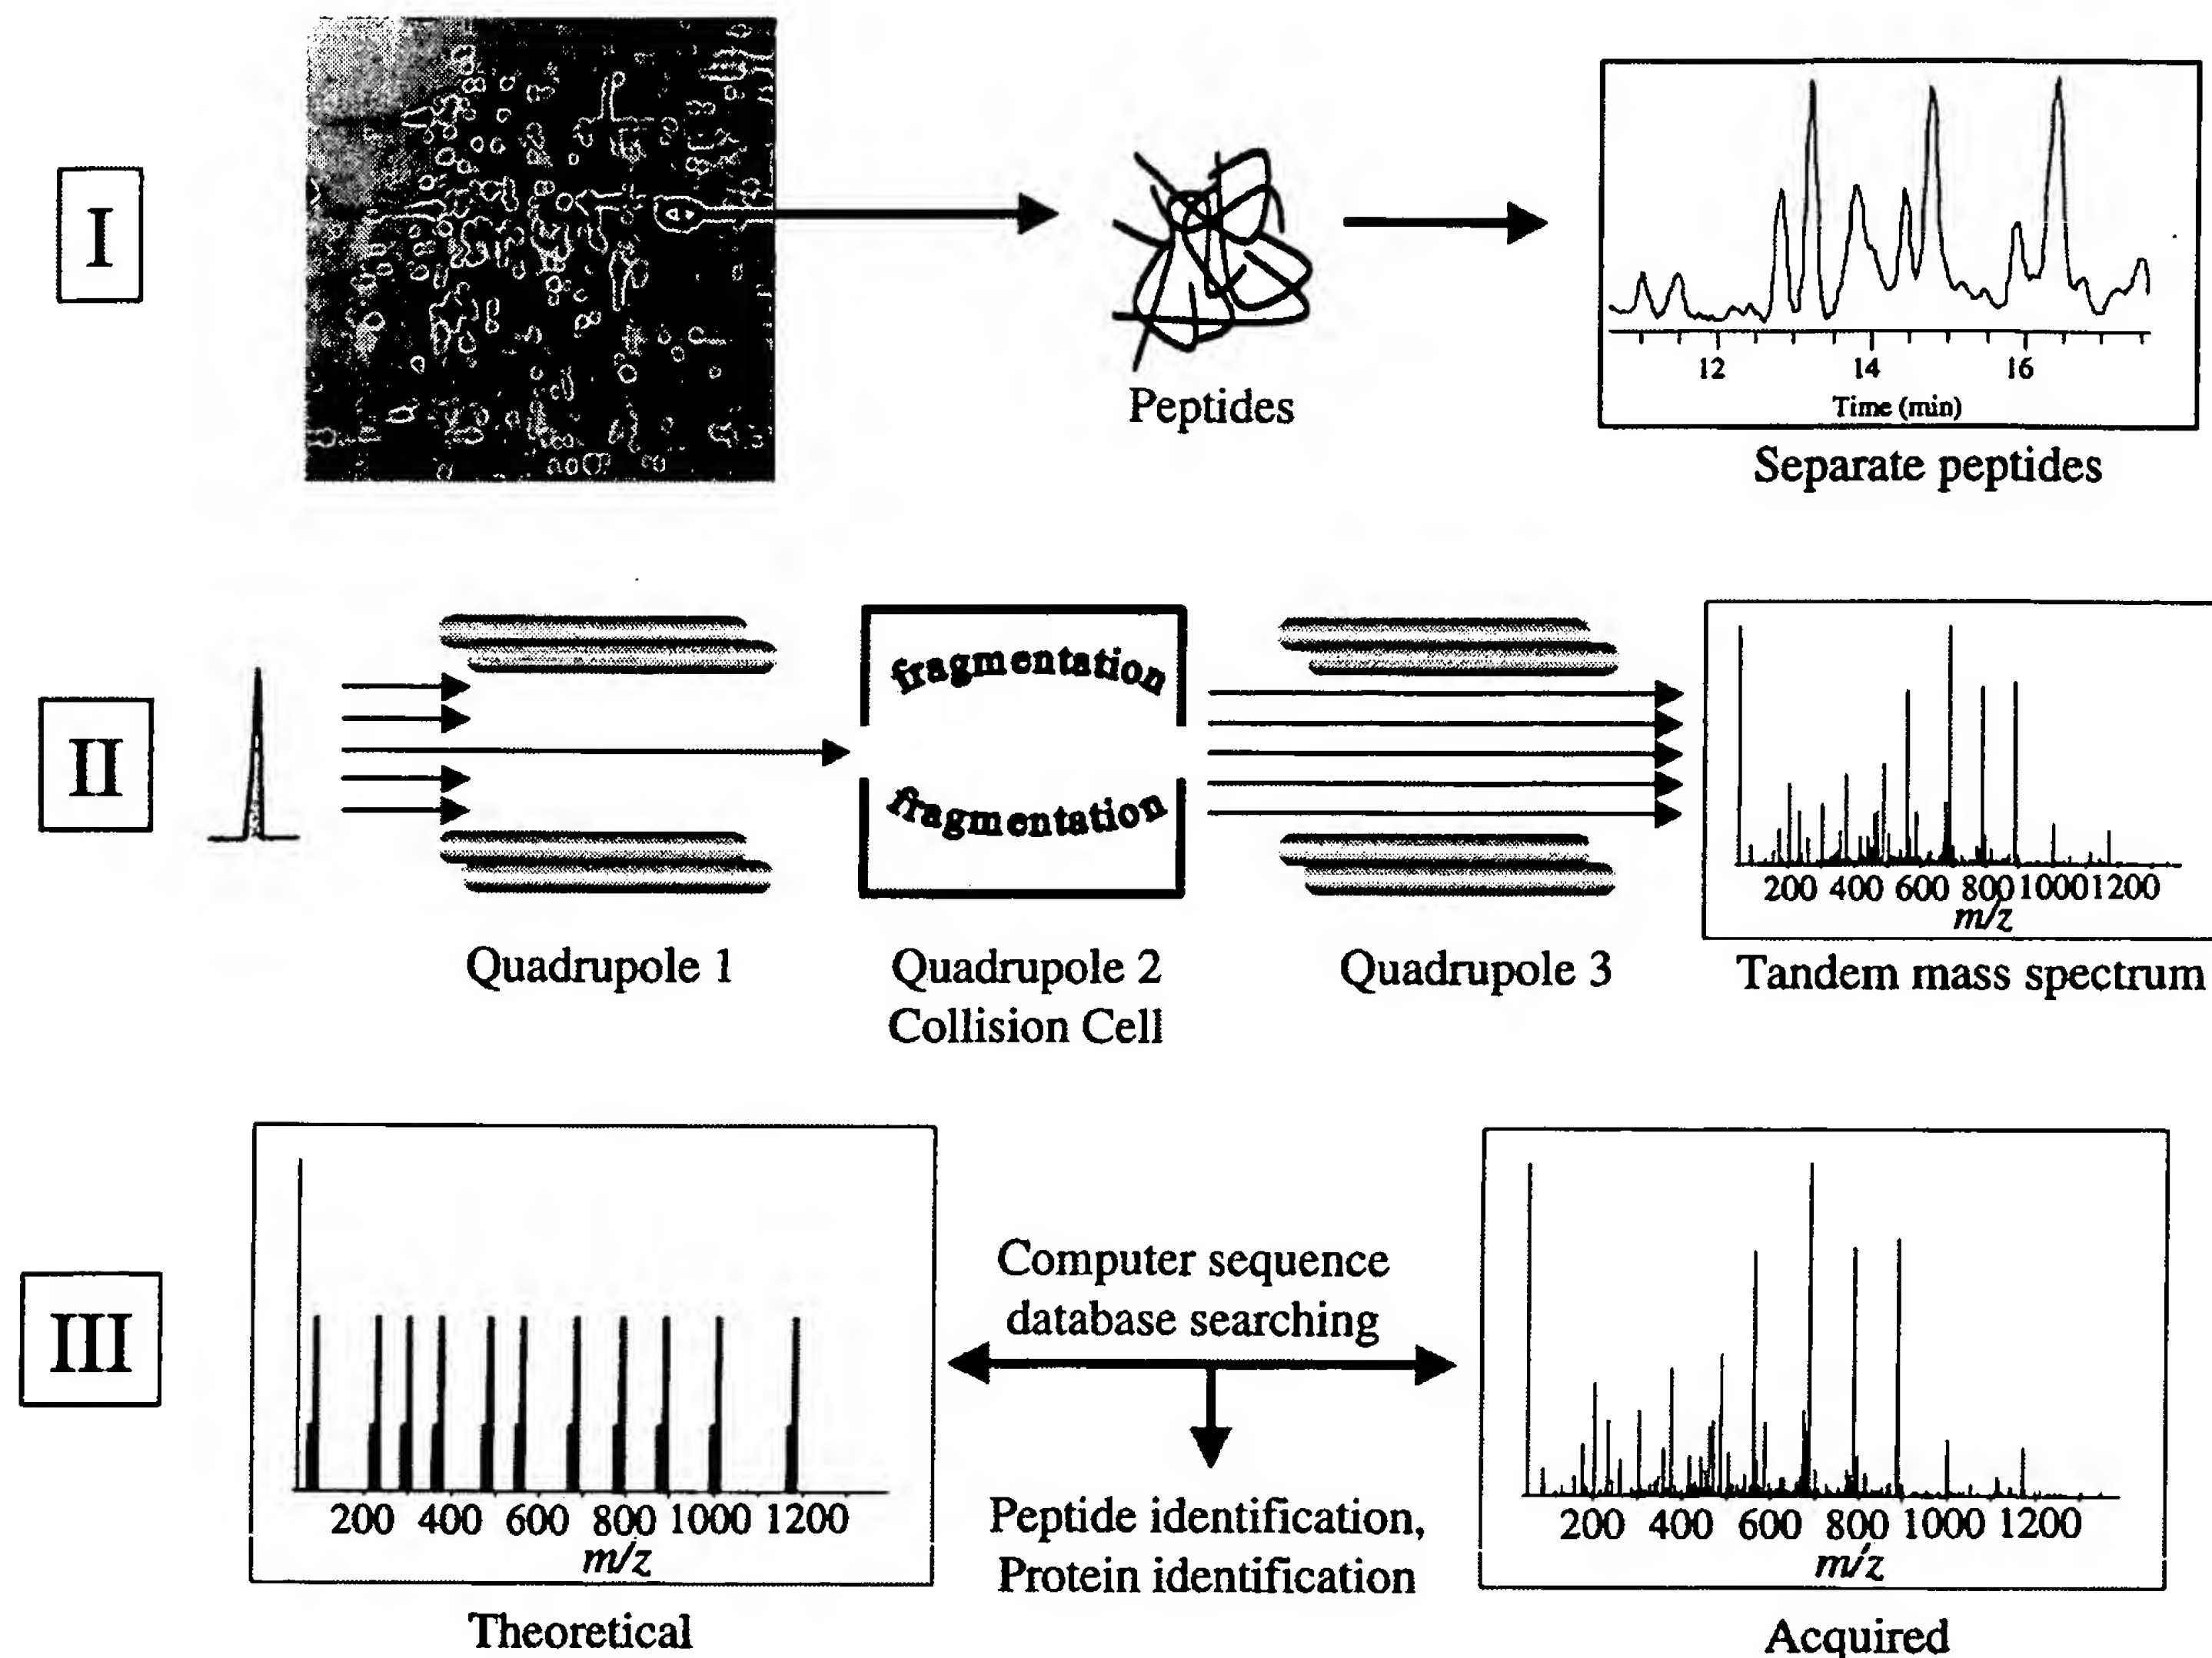 I
Peptides
12 14 16
Time (min)
Separate peptides
II
fragmentation
fragmentation
200 400 600 800 1000 1200
m/z
Quadrupole 1
Quadrupole 2
Collision Cell
Quadrupole 3
Tandem mass spectrum
III
Computer sequence
database searching
Peptide identification,
Protein identification
200 400 600 800 1000 1200
m/z
Theoretical
200 400 600 800 1000 1200
m/z
Acquired